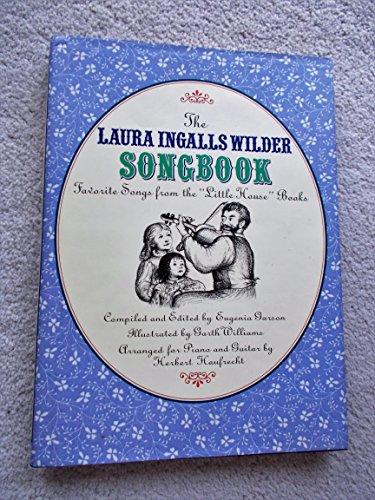 The
LAURA INGALLS WILDER
SONGBOOK
Favorite Songs from the "Little House" Books
Compiled and Edited by Eugenia Garson
Illustrated by Garth Williams
Arranged for Piano and Guitar by
Herbert Haufrecht